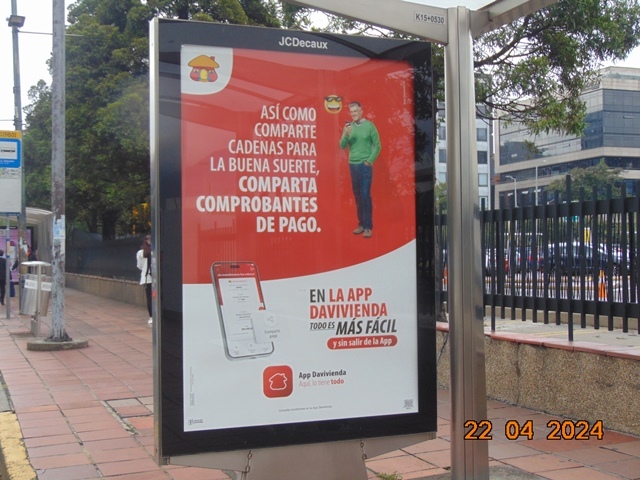 K15+0530
JCDecaux
ASÍ COMO
COMPARTE
CADENAS PARA
LA BUENA SUERTE,
COMPARTA
COMPROBANTES
DE PAGO.
EN LA APP
DAVIVIENDA
TODO ES MÁS FÁCIL
y sin salir de la App
App Davivienda
Aquí, lo tiene todo
22 04 2024